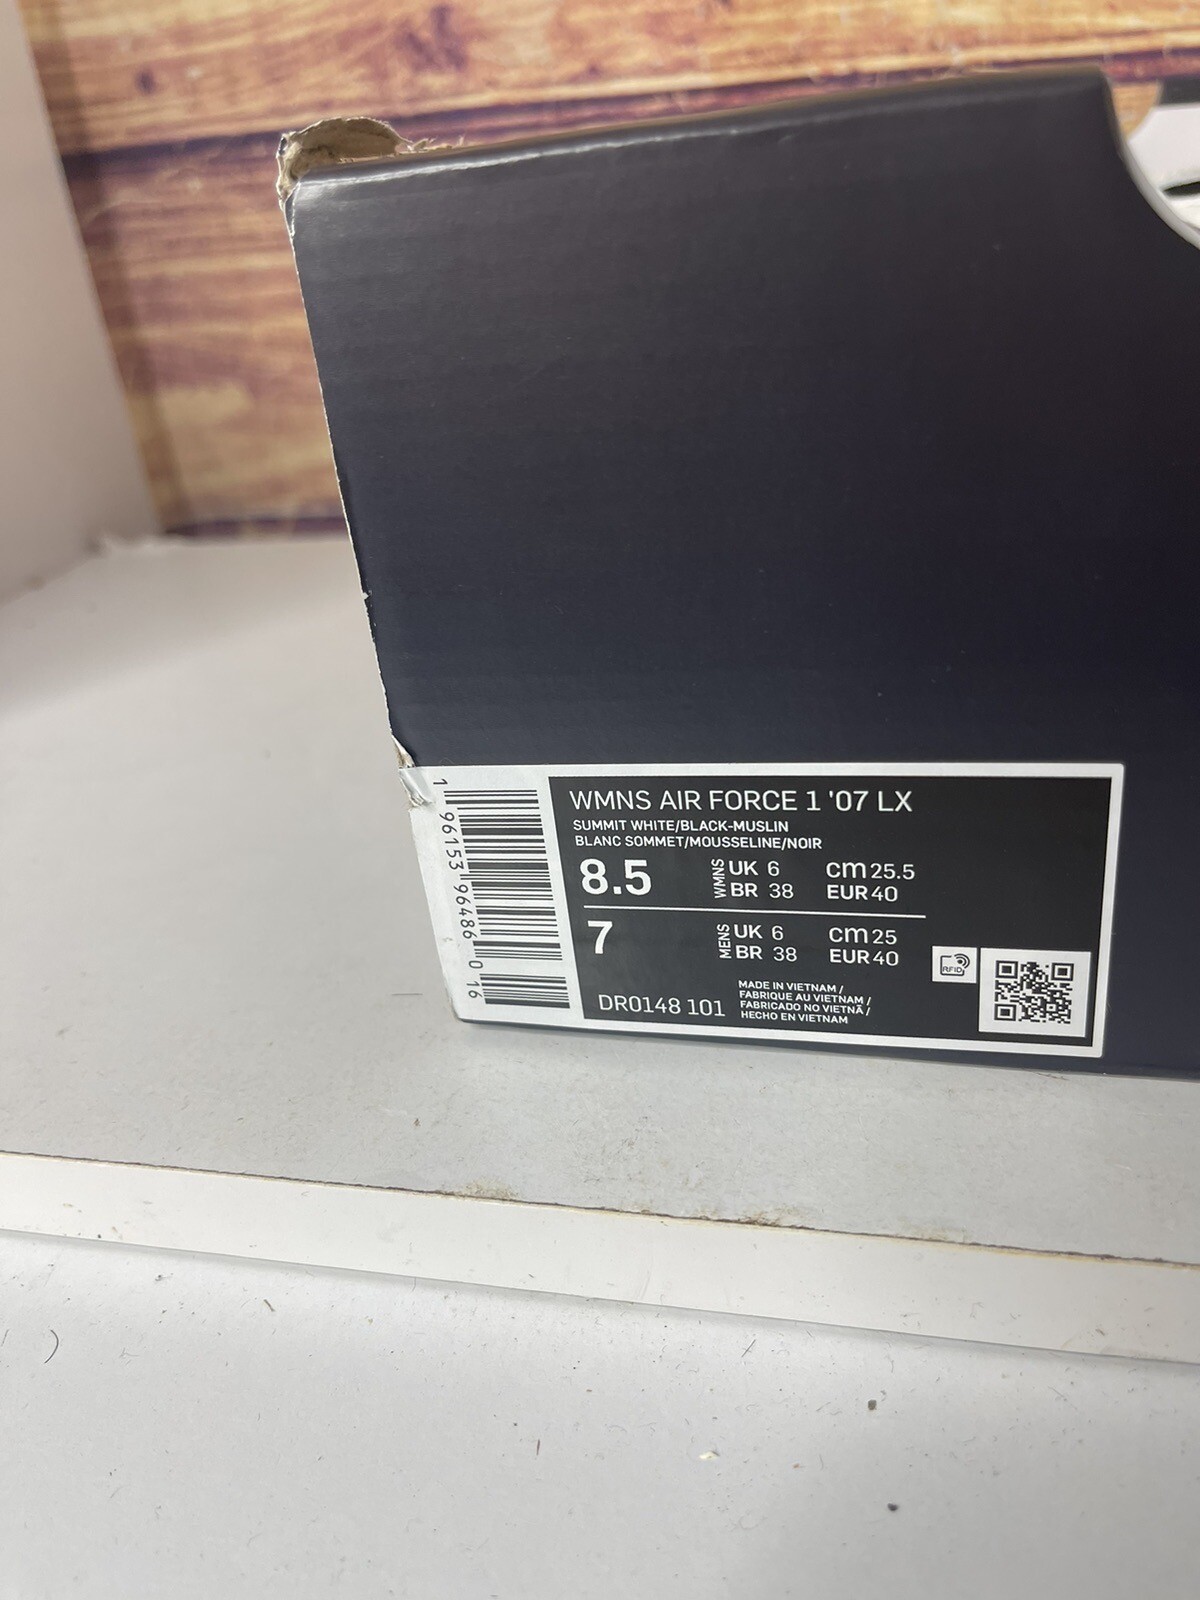 WMNS AIR FORCE 1 '07 LX
SUMMIT WHITE/BLACK-MUSLIN
BLANC SOMMET/MOUSSELINE/NOIR
8.5 WMNS UK 6 cm 25.5
BR 38 EUR 40
7 MENS UK 6 cm 25
BR 38 EUR 40
DR0148 101
MADE IN VIETNAM /
FABRIQUE AU VIETNAM /
FABRICADO NO VIETNÃ /
HECHO EN VIETNAM
RFID
1 96153 96486 0 16